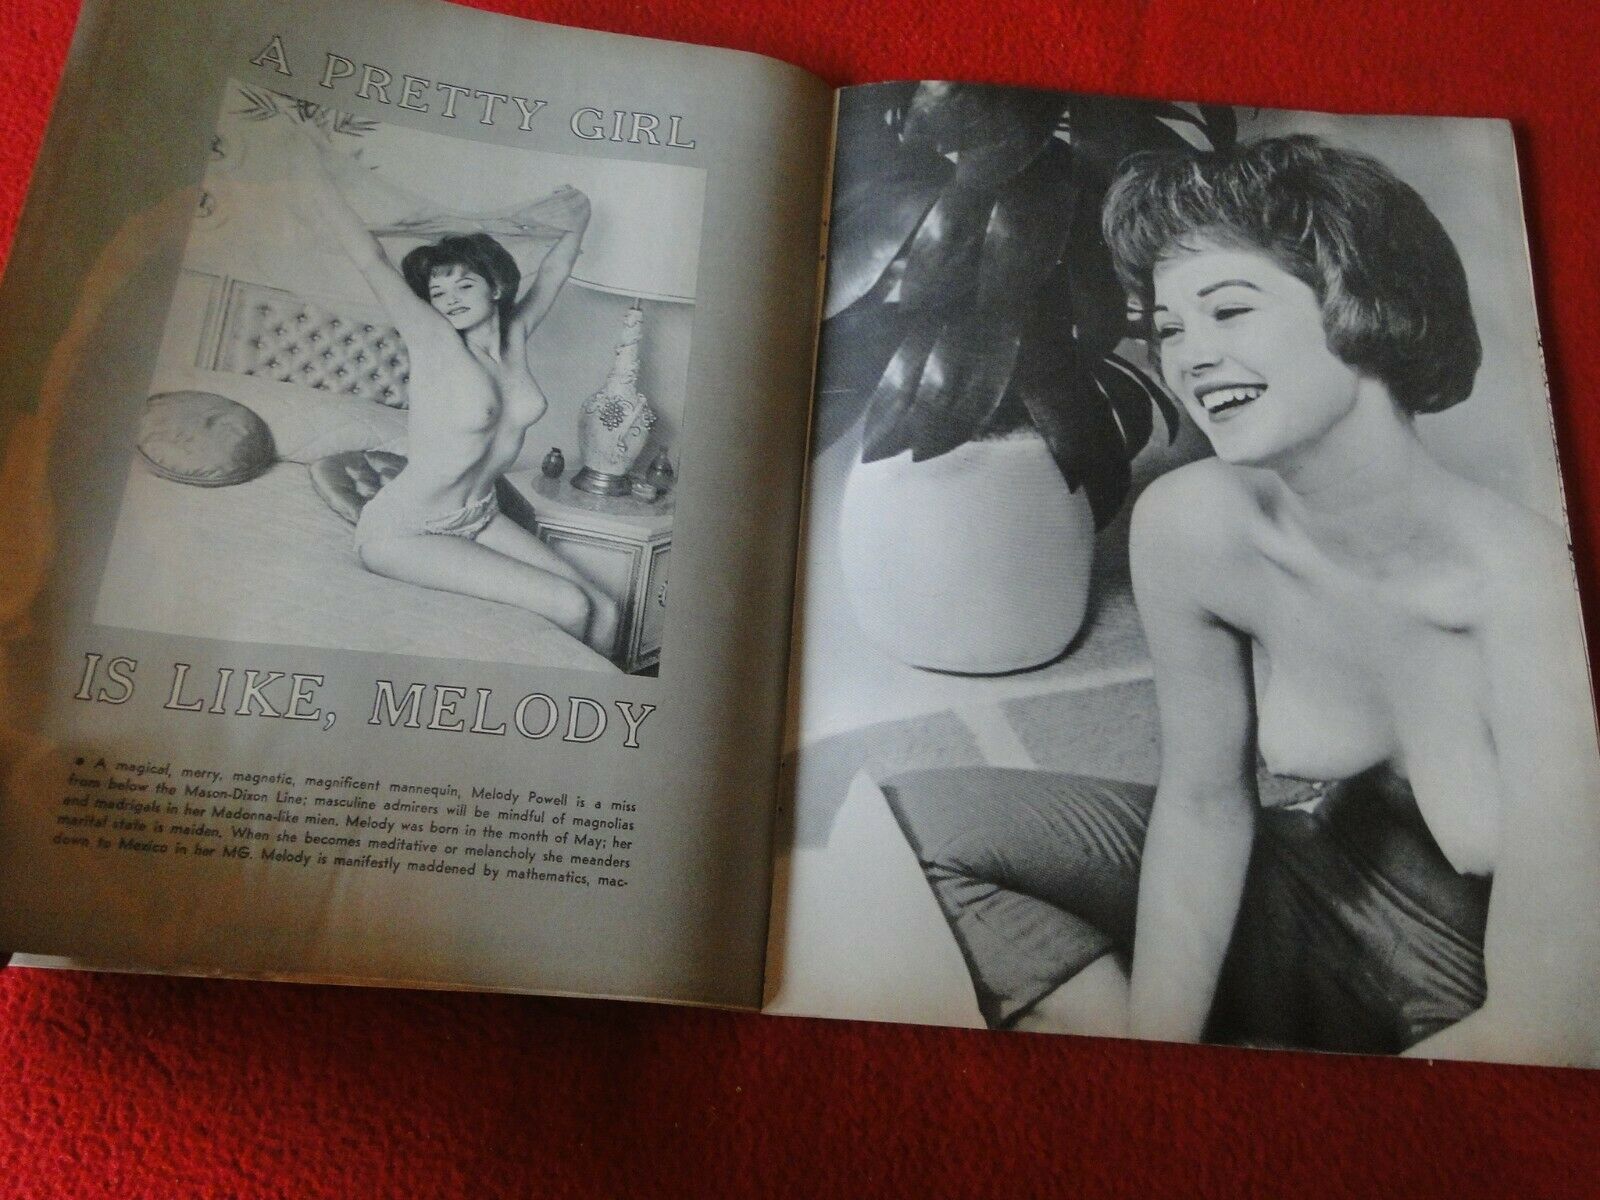 A PRETTY GIRL
IS LIKE, MELODY
• A magical, merry, magnetic, magnificent mannequin, Melody Powell is a miss
from below the Mason-Dixon Line; masculine admirers will be mindful of magnolias
and madrigals in her Madonna-like mien. Melody was born in the month of May; her
marital state is maiden. When she becomes meditative or melancholy she meanders
down to Mexico in her MG. Melody is manifestly maddened by mathematics, mac-